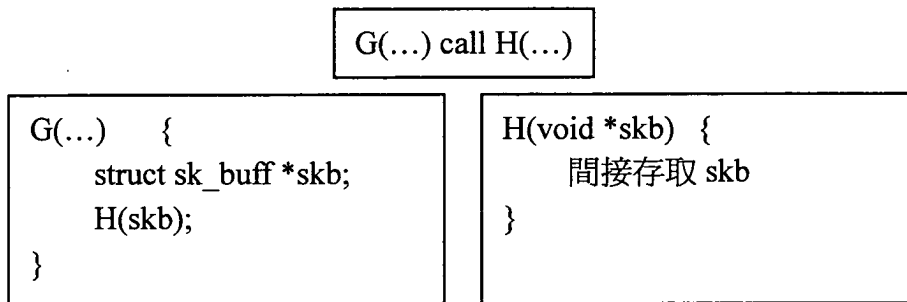 G(…) call H(…)
G(…) {
struct sk_buff *skb;
H(skb);
}
H(void *skb) {
間接存取 skb
}